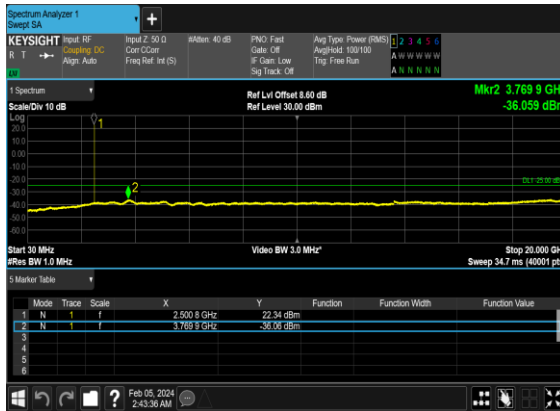 Spectrum Analyzer 1
Swept SA
+
KEYSIGHT Input: RF Input Z: 50 Ω #Atten: 40 dB PNO: Fast Avg Type: Power (RMS) 1 2 3 4 5 6
R T Coupling: DC Corr CCorr Gate: Off Avg|Hold: 100/100 A W W W W W
Align: Auto Freq Ref: Int (S) IF Gain: Low Trig: Free Run
Sig Track: Off A N N N N N
1 Spectrum
Ref Lvl Offset 8.60 dB Mkr2 3.769 9 GH
Scale/Div 10 dB Ref Level 30.00 dBm -36.059 dB
Log
20.0 1
10.0
0.00
-10.0
-20.0 DL1 -25.00 dB
-30.0 2
-40.0
-50.0
-60.0
Start 30 MHz Video BW 3.0 MHz* Stop 20.000 GH
#Res BW 1.0 MHz Sweep 34.7 ms (40001 pt
5 Marker Table
Mode Trace Scale X Y Function Function Width Function Value
1 N 1 f 2.500 8 GHz 22.34 dBm
2 N 1 f 3.769 9 GHz -36.06 dBm
3
4
5
6
? Feb 05, 2024
2:43:36 AM